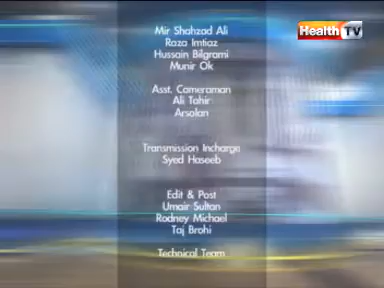 Health TV
Mir Shahzad Ali
Raza Imtiaz
Hussain Bilgrami
Munir Ok
Asst. Cameraman
Ali Tahir
Arsalan
Transmission Incharge
Syed Haseeb
Edit & Post
Umair Sultan
Rodney Michael
Taj Brohi
Technical Team